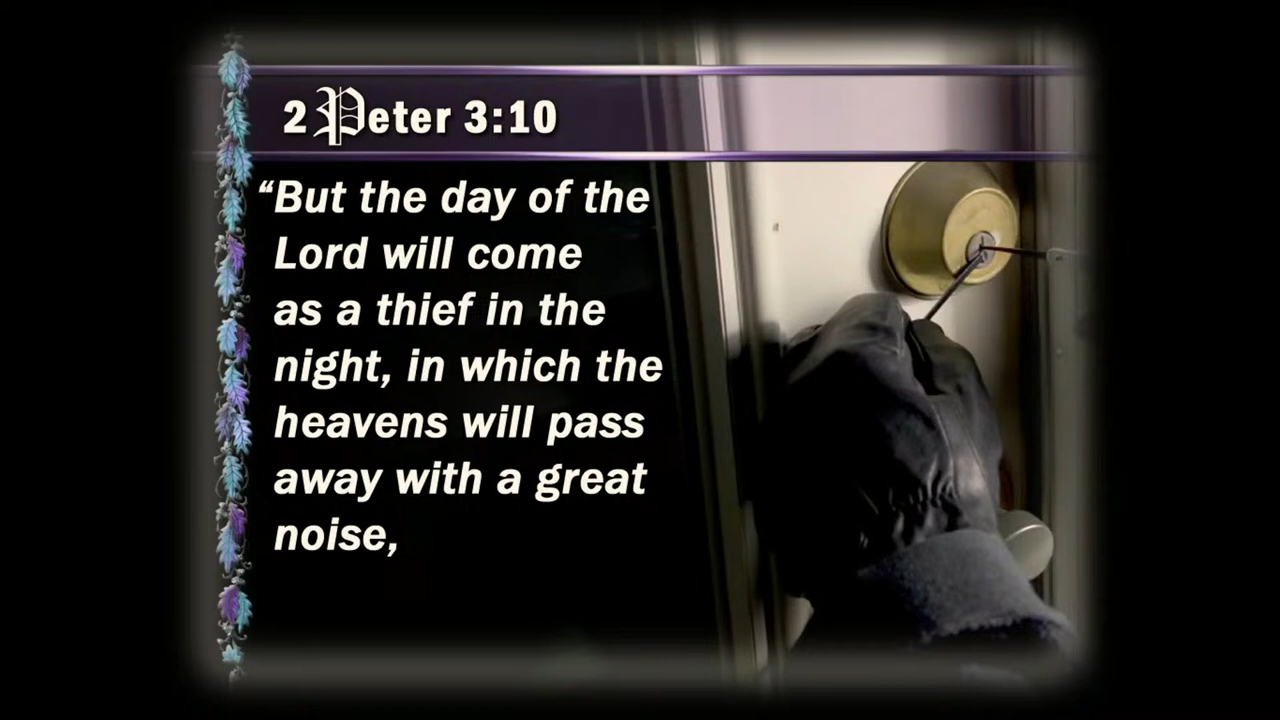 2 Peter 3:10
“But the day of the
Lord will come
as a thief in the
night, in which the
heavens will pass
away with a great
noise,